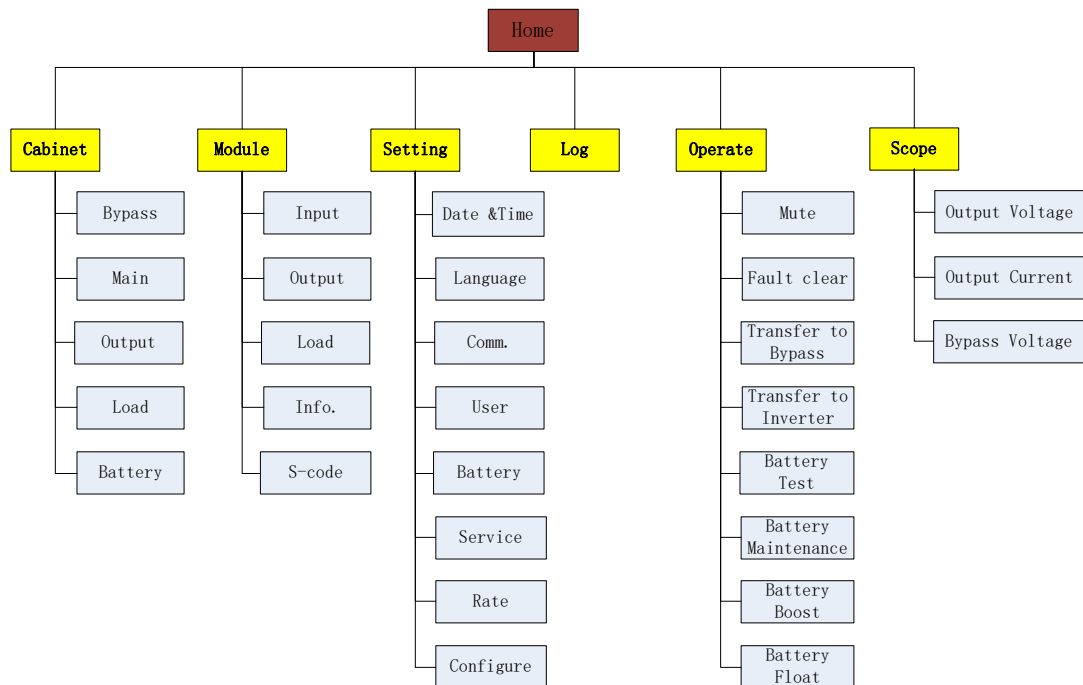 Home
Cabinet
Module
Setting
Log
Operate
Scope
Bypass
Main
Output
Load
Battery
Input
Output
Load
Info.
S-code
Date &Time
Language
Comm.
User
Battery
Service
Rate
Configure
Mute
Fault clear
Transfer to
Bypass
Transfer to
Inverter
Battery
Test
Battery
Maintenance
Battery
Boost
Battery
Float
Output Voltage
Output Current
Bypass Voltage